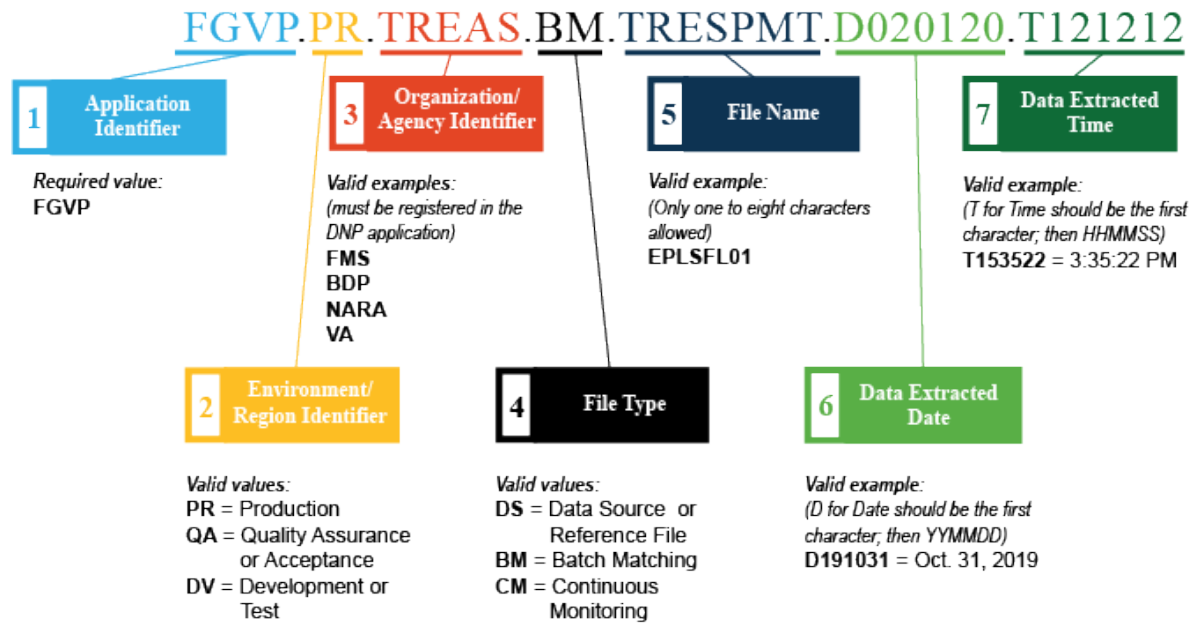 FGVP.PR.TREAS.BM.TRESPMT.D020120.T121212
1
Application
Identifier
Required value:
FGVP
3
Organization/
Agency Identifier
Valid examples:
(must be registered in the
DNP application)
FMS
BDP
NARA
VA
5
File Name
Valid example:
(Only one to eight characters
allowed)
EPLSFL01
7
Data Extracted
Time
Valid example:
(T for Time should be the first
character; then HHMMSS)
T153522 = 3:35:22 PM
2
Environment/
Region Identifier
Valid values:
PR = Production
QA = Quality Assurance
or Acceptance
DV = Development or
Test
4
File Type
Valid values:
DS = Data Source or
Reference File
BM = Batch Matching
CM = Continuous
Monitoring
6
Data Extracted
Date
Valid example:
(D for Date should be the first
character; then YYMMDD)
D191031 = Oct. 31, 2019